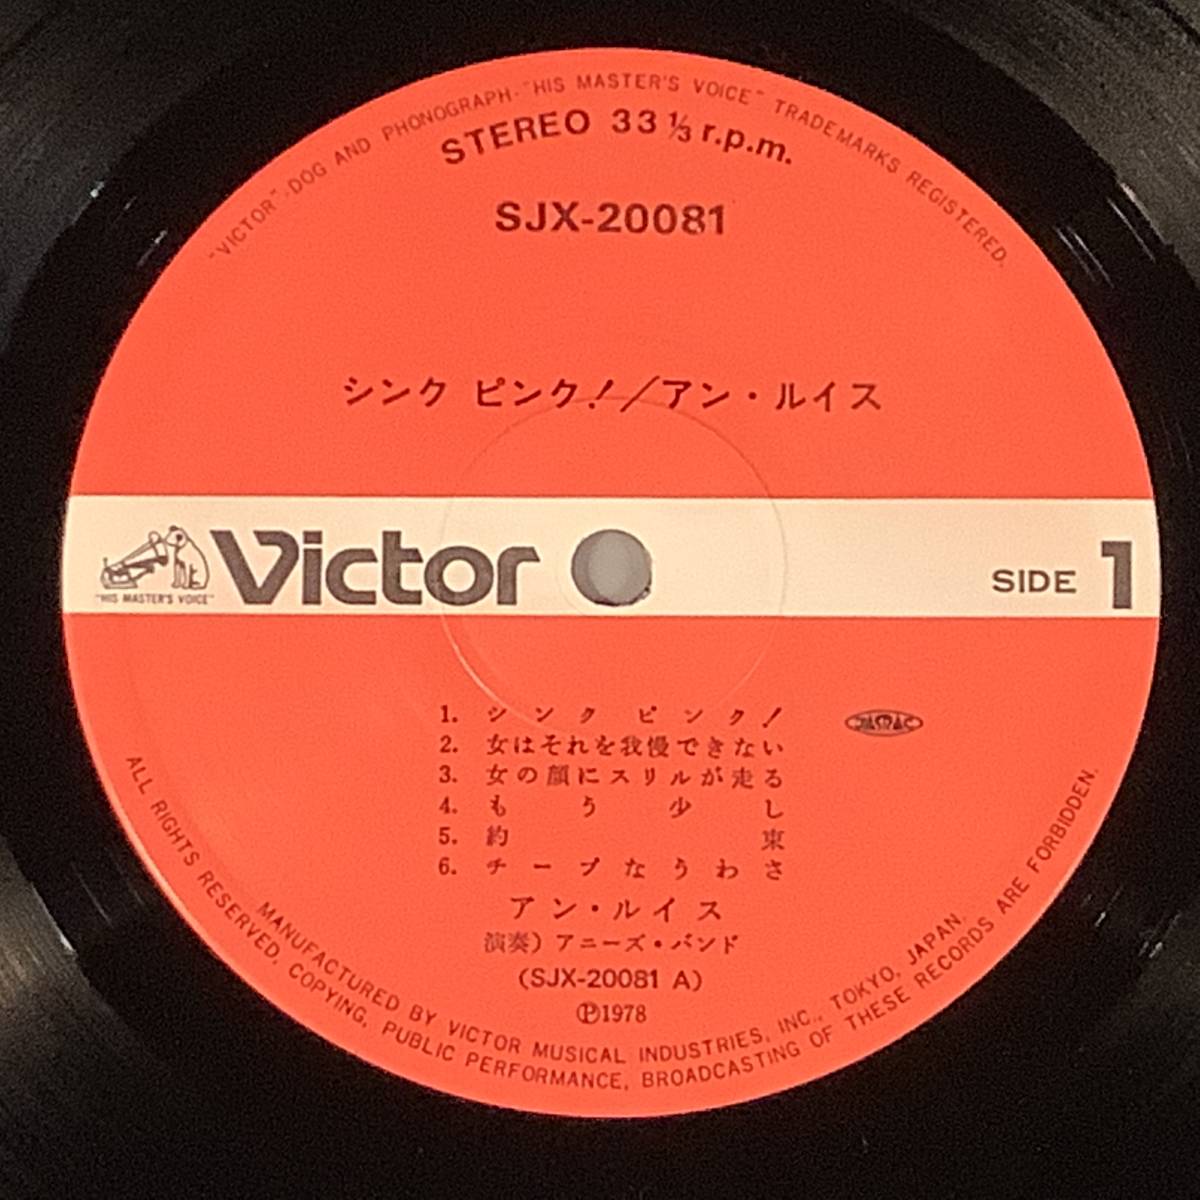 "VICTOR"-DOG AND PHONOGRAPH-"HIS MASTER'S VOICE" TRADEMARKS REGISTERED.
STEREO 33⅓ r.p.m.
SJX-20081
シンク ピンク!/アン・ルイス
"HIS MASTER'S VOICE"
Victor
SIDE 1
1. シンク ピンク!
2. 女はそれを我慢できない
3. 女の顔にスリルが走る
4. もう少し
5. 約束
6. チープなうわさ
JASRAC
アン・ルイス
演奏) アニーズ・バンド
(SJX-20081 A)
Ⓟ1978
MANUFACTURED BY VICTOR MUSICAL INDUSTRIES, INC., TOKYO, JAPAN.
ALL RIGHTS RESERVED, COPYING, PUBLIC PERFORMANCE, BROADCASTING OF THESE RECORDS ARE FORBIDDEN.